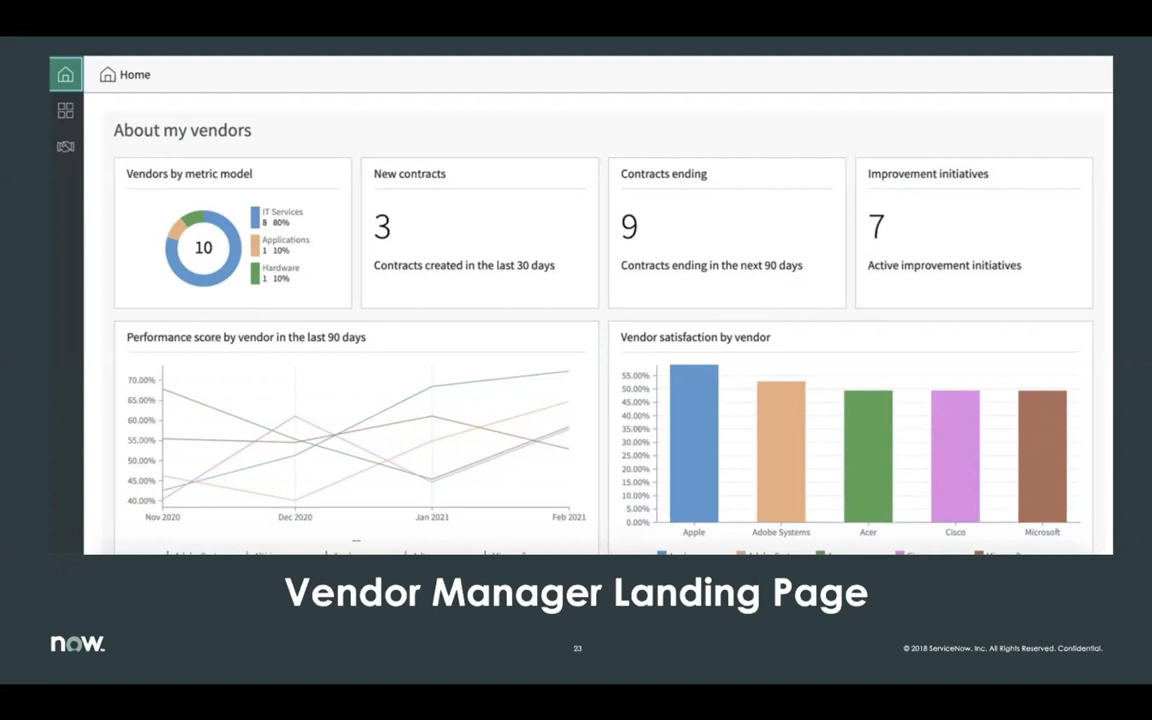 Home
About my vendors
Vendors by metric model
10
IT Services
8 80%
Applications
1 10%
Hardware
1 10%
New contracts
3
Contracts created in the last 30 days
Contracts ending
9
Contracts ending in the next 90 days
Improvement initiatives
7
Active improvement initiatives
Performance score by vendor in the last 90 days
70.00%
65.00%
60.00%
55.00%
50.00%
45.00%
40.00%
Nov 2020 Dec 2020 Jan 2021 Feb 2021
Vendor satisfaction by vendor
55.00%
50.00%
45.00%
40.00%
35.00%
30.00%
25.00%
20.00%
15.00%
10.00%
5.00%
0.00%
Apple Adobe Systems Acer Cisco Microsoft
Vendor Manager Landing Page
now.
23
© 2018 ServiceNow, Inc. All Rights Reserved. Confidential.